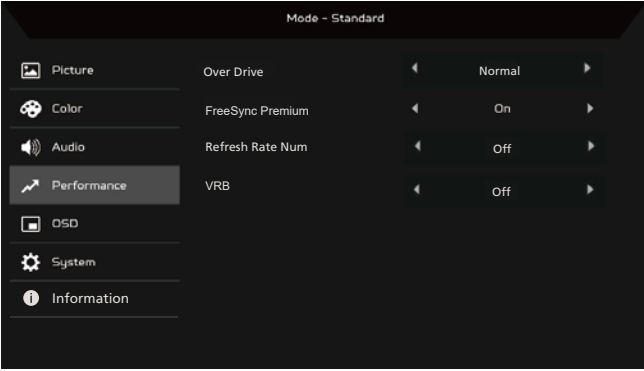 Mode - Standard
Picture
Color
Audio
Performance
OSD
System
Information
Over Drive Normal
FreeSync Premium On
Refresh Rate Num Off
VRB Off